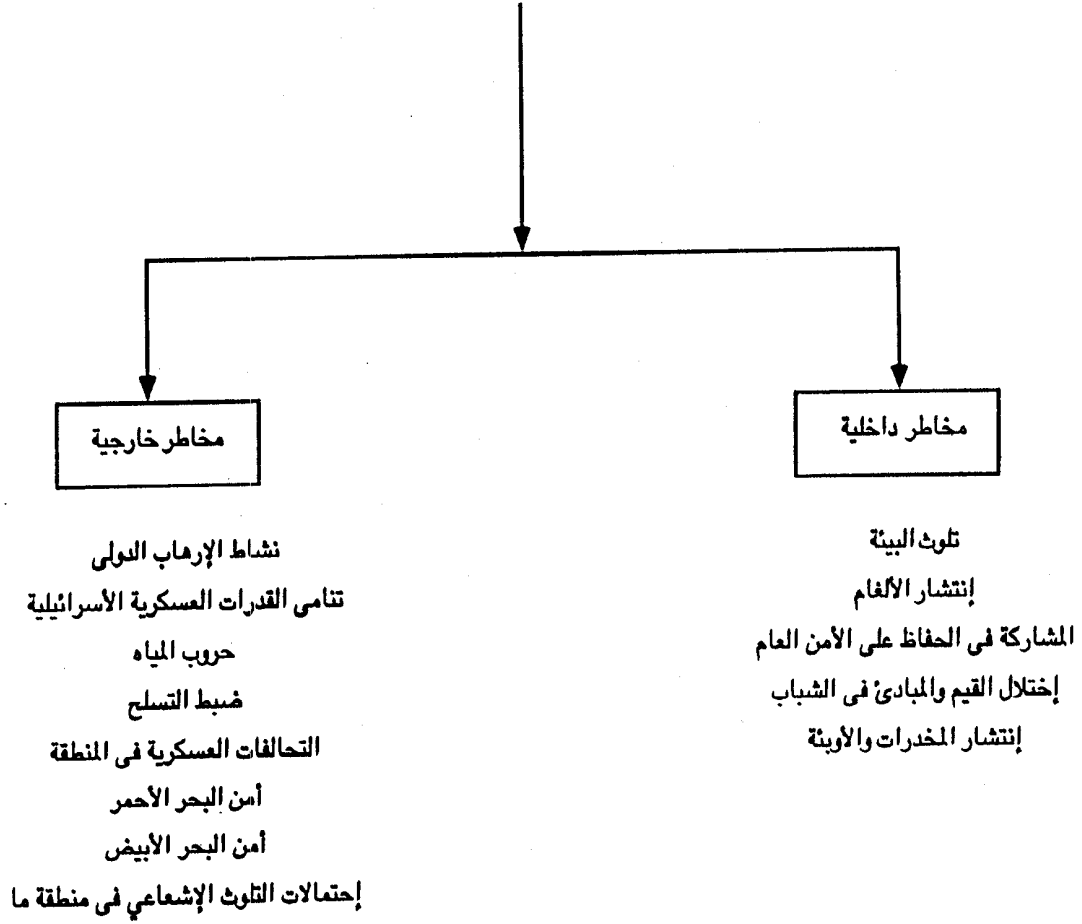 مخاطر داخلية
تلوث البيئة
إنتشار الألغام
المشاركة فى الحفاظ على الأمن العام
إختلال القيم والمبادئ فى الشباب
إنتشار المخدرات والأوبئة
مخاطر خارجية
نشاط الإرهاب الدولى
تنامى القدرات العسكرية الأسرائيلية
حروب المياه
ضبط التسلح
التحالفات العسكرية فى المنطقة
أمن البحر الأحمر
أمن البحر الأبيض
إحتمالات التلوث الإشعاعي فى منطقة ما